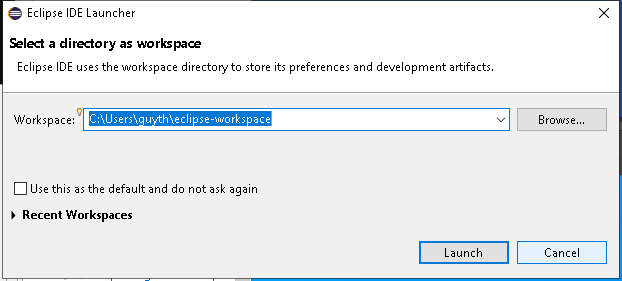 Eclipse IDE Launcher
Select a directory as workspace
Eclipse IDE uses the workspace directory to store its preferences and development artifacts.
Workspace: C:\Users\guyth\eclipse-workspace Browse...
Use this as the default and do not ask again
Recent Workspaces
Launch Cancel